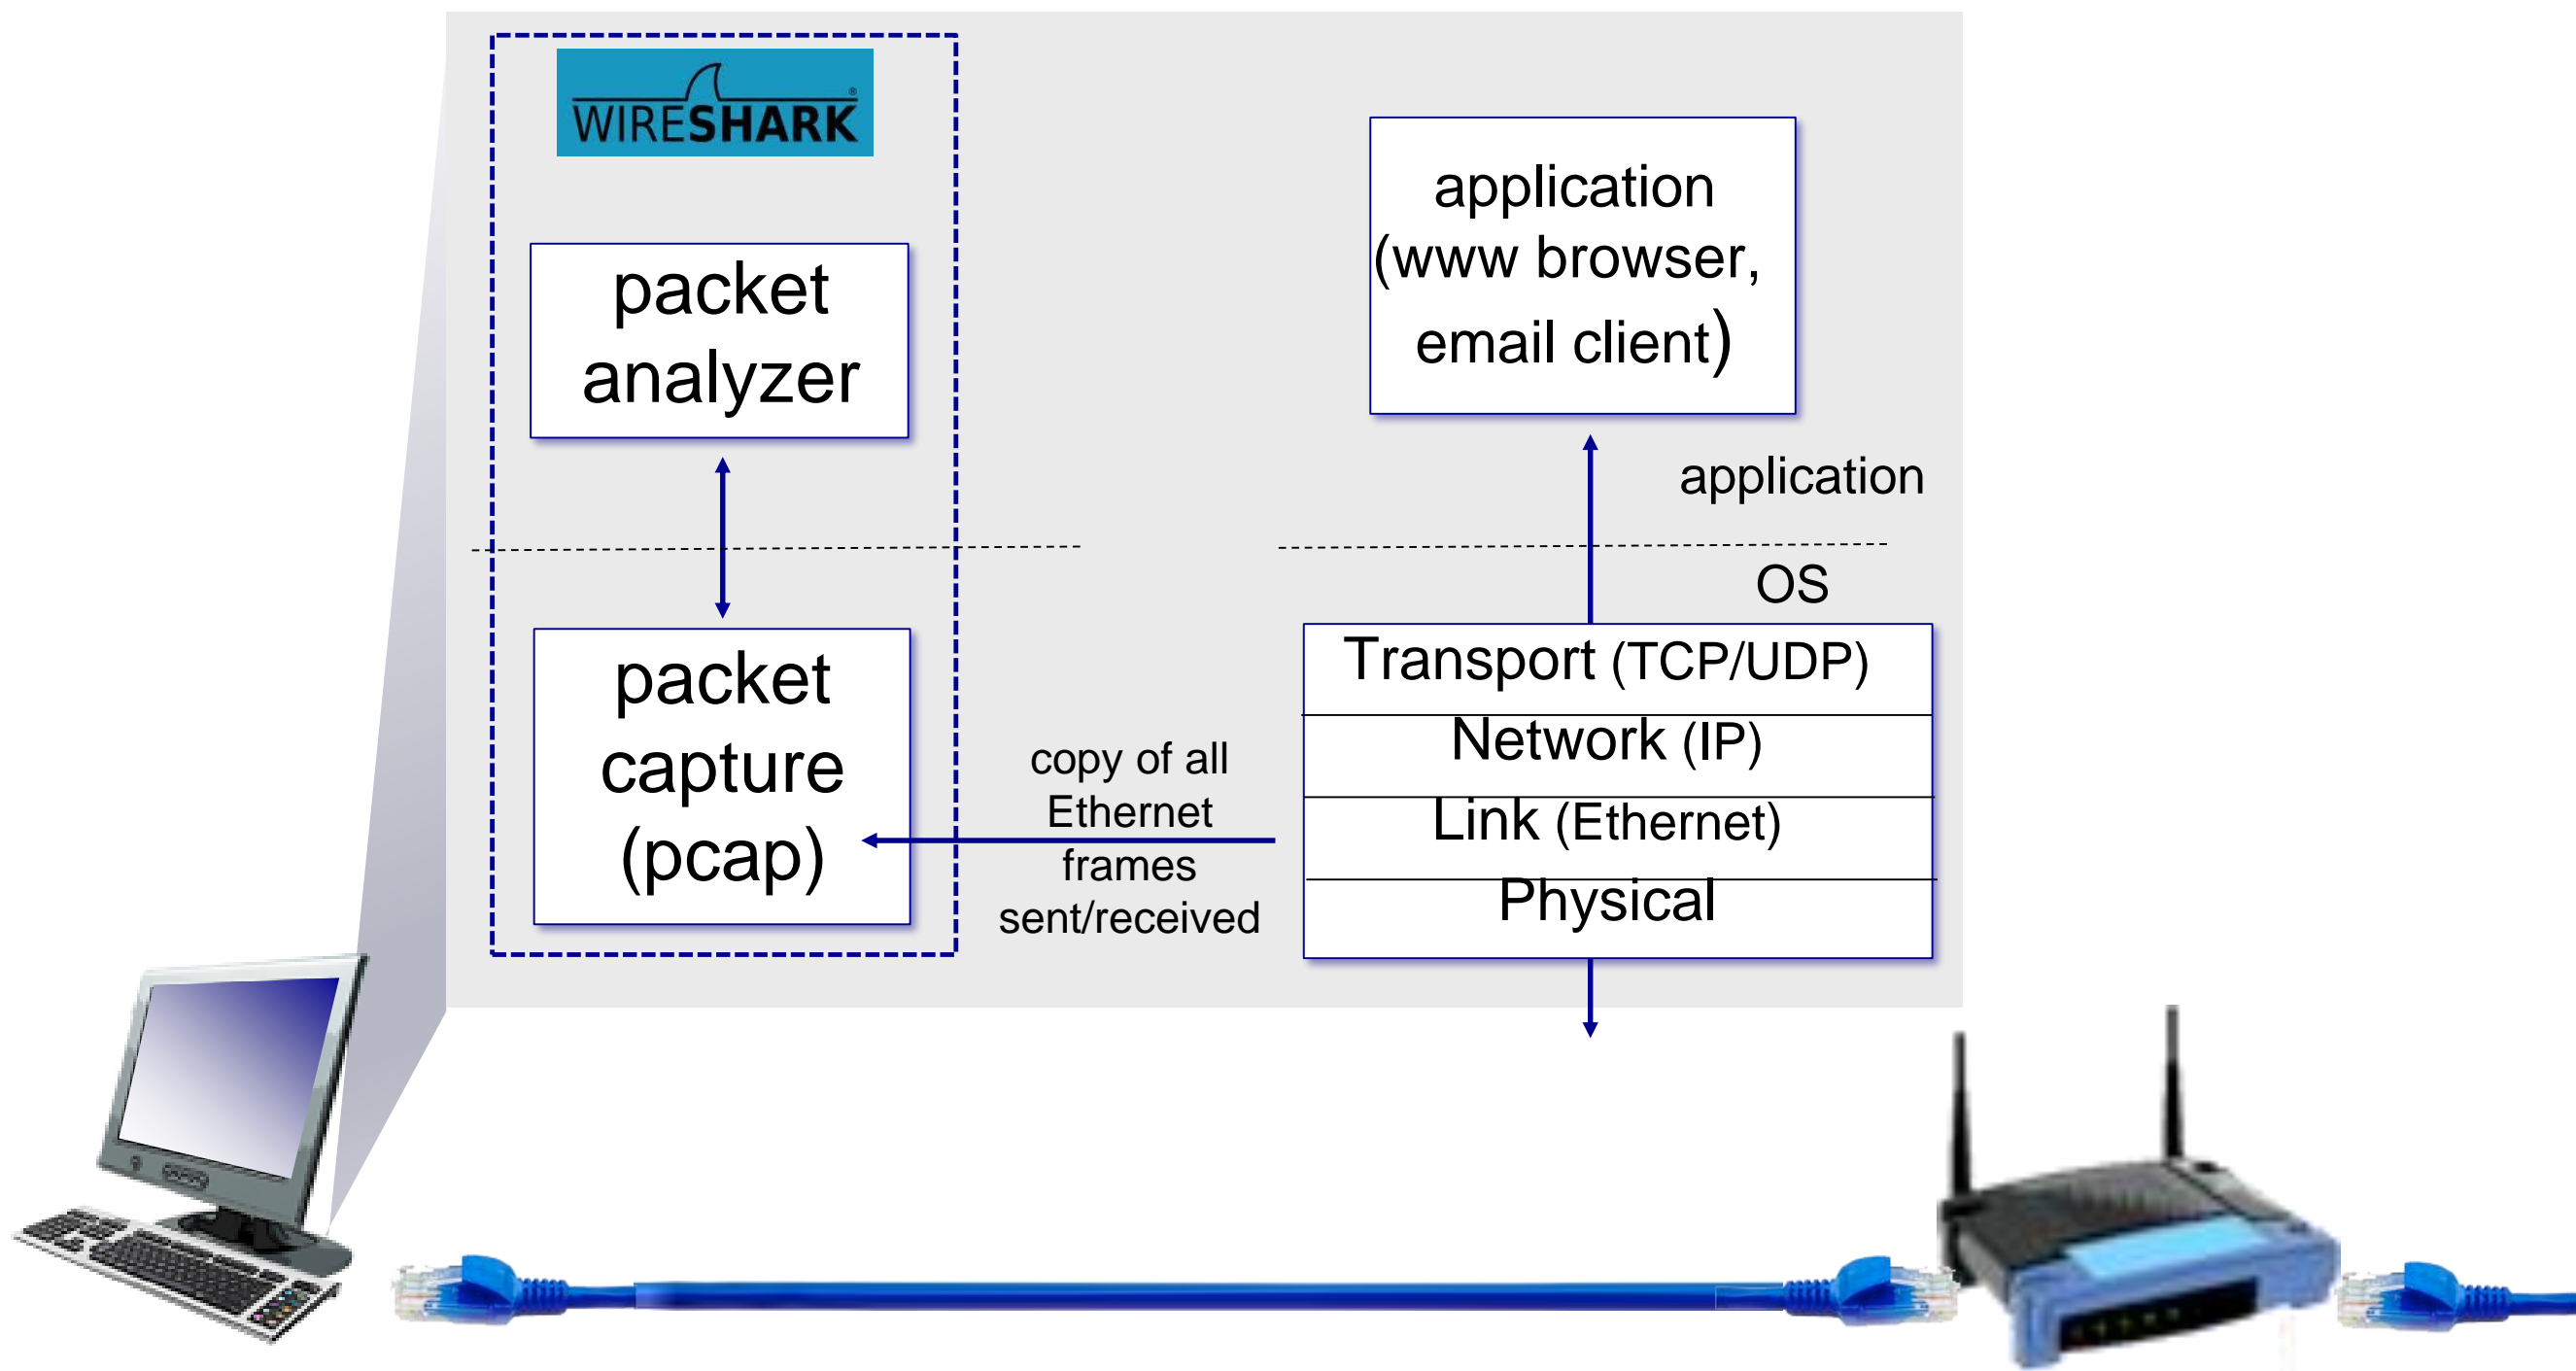 WIRESHARK®
packet
analyzer
packet
capture
(pcap)
copy of all
Ethernet
frames
sent/received
application
(www browser,
email client)
application
OS
Transport (TCP/UDP)
Network (IP)
Link (Ethernet)
Physical